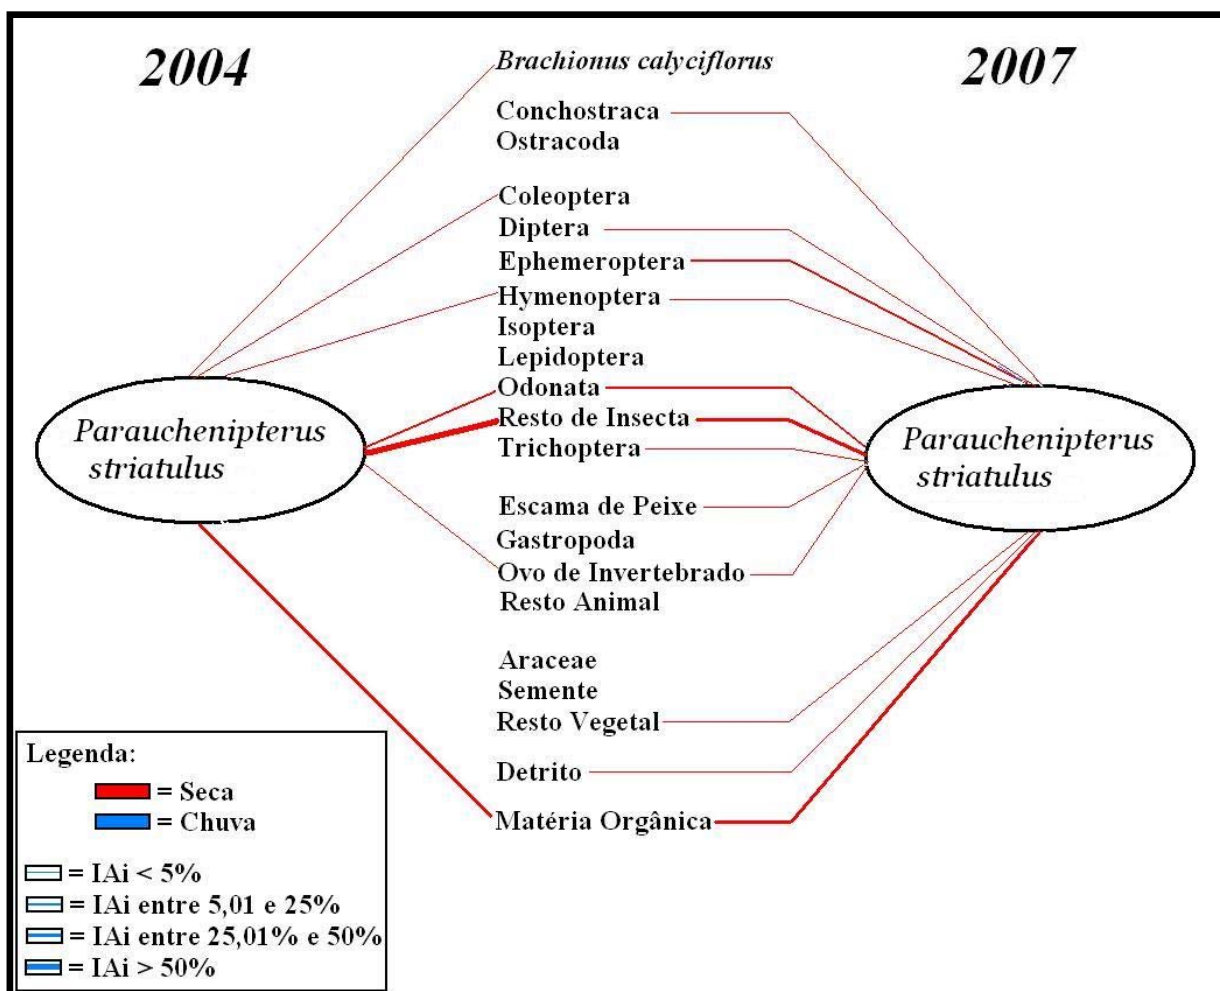 2004
2007
Brachionus calyciflorus
Conchostraca
Ostracoda
Coleoptera
Diptera
Ephemeroptera
Hymenoptera
Isoptera
Lepidoptera
Odonata
Resto de Insecta
Trichoptera
Escama de Peixe
Gastropoda
Ovo de Invertebrado
Resto Animal
Araceae
Semente
Resto Vegetal
Detrito
Matéria Orgânica
Parauchenipterus
striatulus
Parauchenipterus
striatulus
Legenda:
= Seca
= Chuva
= IAi < 5%
= IAi entre 5,01 e 25%
= IAi entre 25,01% e 50%
= IAi > 50%